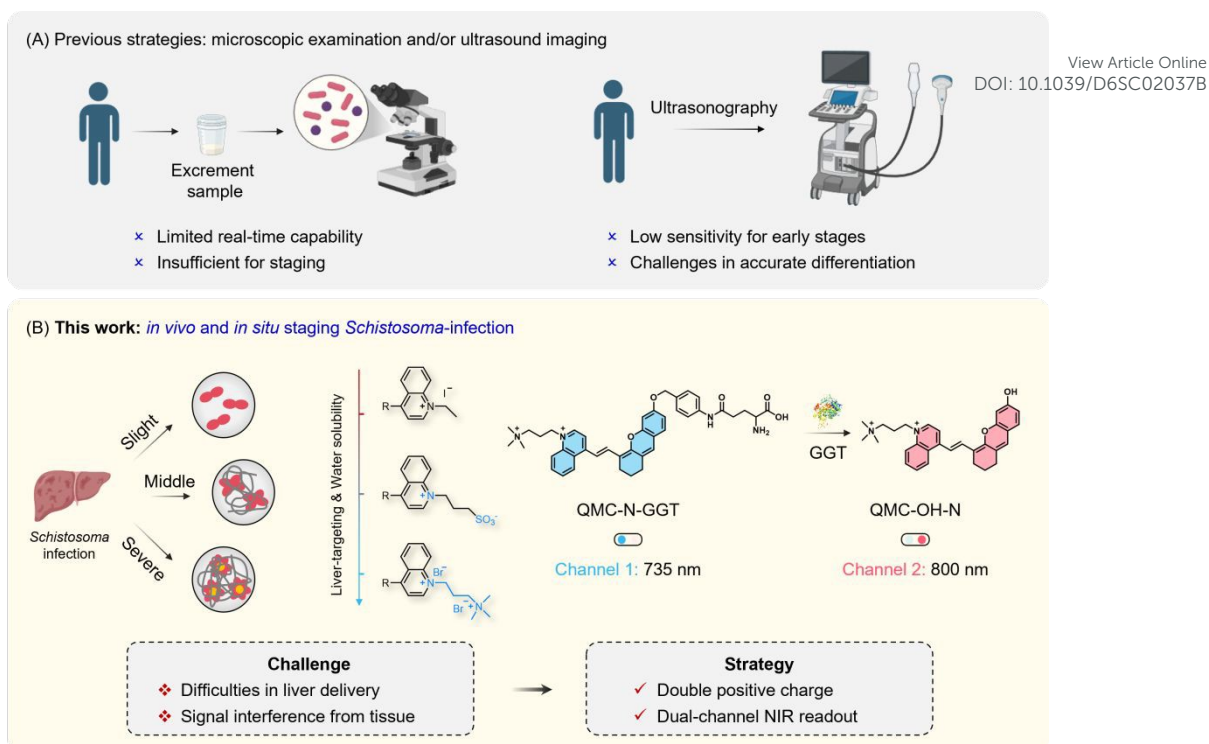 (A) Previous strategies: microscopic examination and/or ultrasound imaging
View Article Online
DOI: 10.1039/D6SC02037B
Excrement
sample
Ultrasonography
× Limited real-time capability
× Insufficient for staging
× Low sensitivity for early stages
× Challenges in accurate differentiation
(B) This work: in vivo and in situ staging Schistosoma-infection
Schistosoma
infection
Slight
Middle
Severe
Liver-targeting & Water solubility
R
N
+
I⁻
R
N
+
SO₃⁻
R
N
+
Br⁻
Br⁻
+
N
N
+
N
+
O
O
N
H
O
NH₂
O
OH
QMC-N-GGT
Channel 1: 735 nm
GGT
N
+
N
+
O
OH
QMC-OH-N
Channel 2: 800 nm
Challenge
❖ Difficulties in liver delivery
❖ Signal interference from tissue
Strategy
✓ Double positive charge
✓ Dual-channel NIR readout